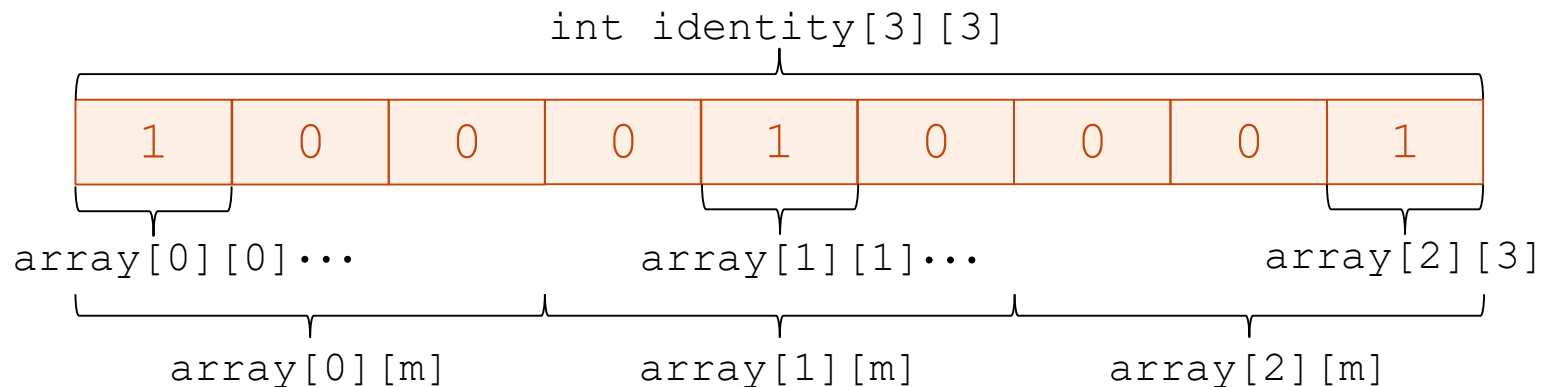 int identity[3][3]
1 0 0 0 1 0 0 0 1
array[0][0]··· array[1][1]··· array[2][3]
array[0][m] array[1][m] array[2][m]